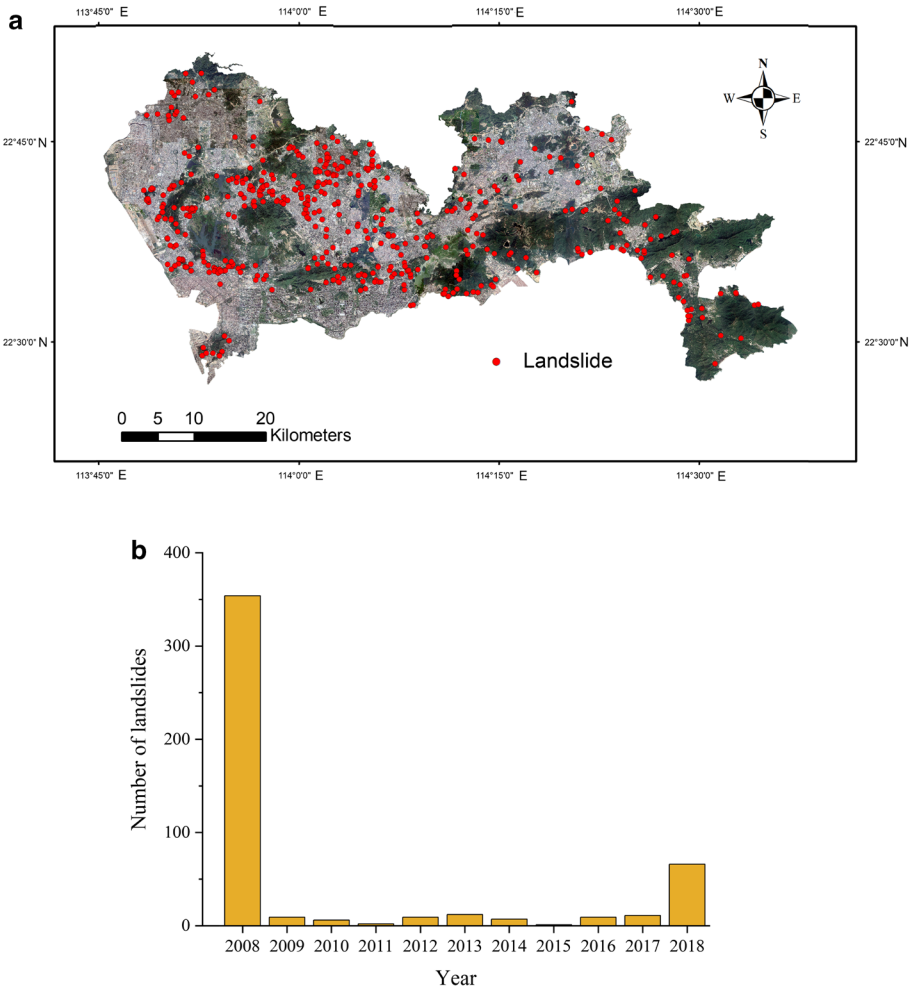 a
113°45'0" E 114°0'0" E 114°15'0" E 114°30'0" E
N
W E
S
22°45'0" N 22°45'0" N
22°30'0" N 22°30'0" N
Landslide
0 5 10 20
Kilometers
113°45'0" E 114°0'0" E 114°15'0" E 114°30'0" E
b
400
300
200
100
0
Number of landslides
2008 2009 2010 2011 2012 2013 2014 2015 2016 2017 2018
Year